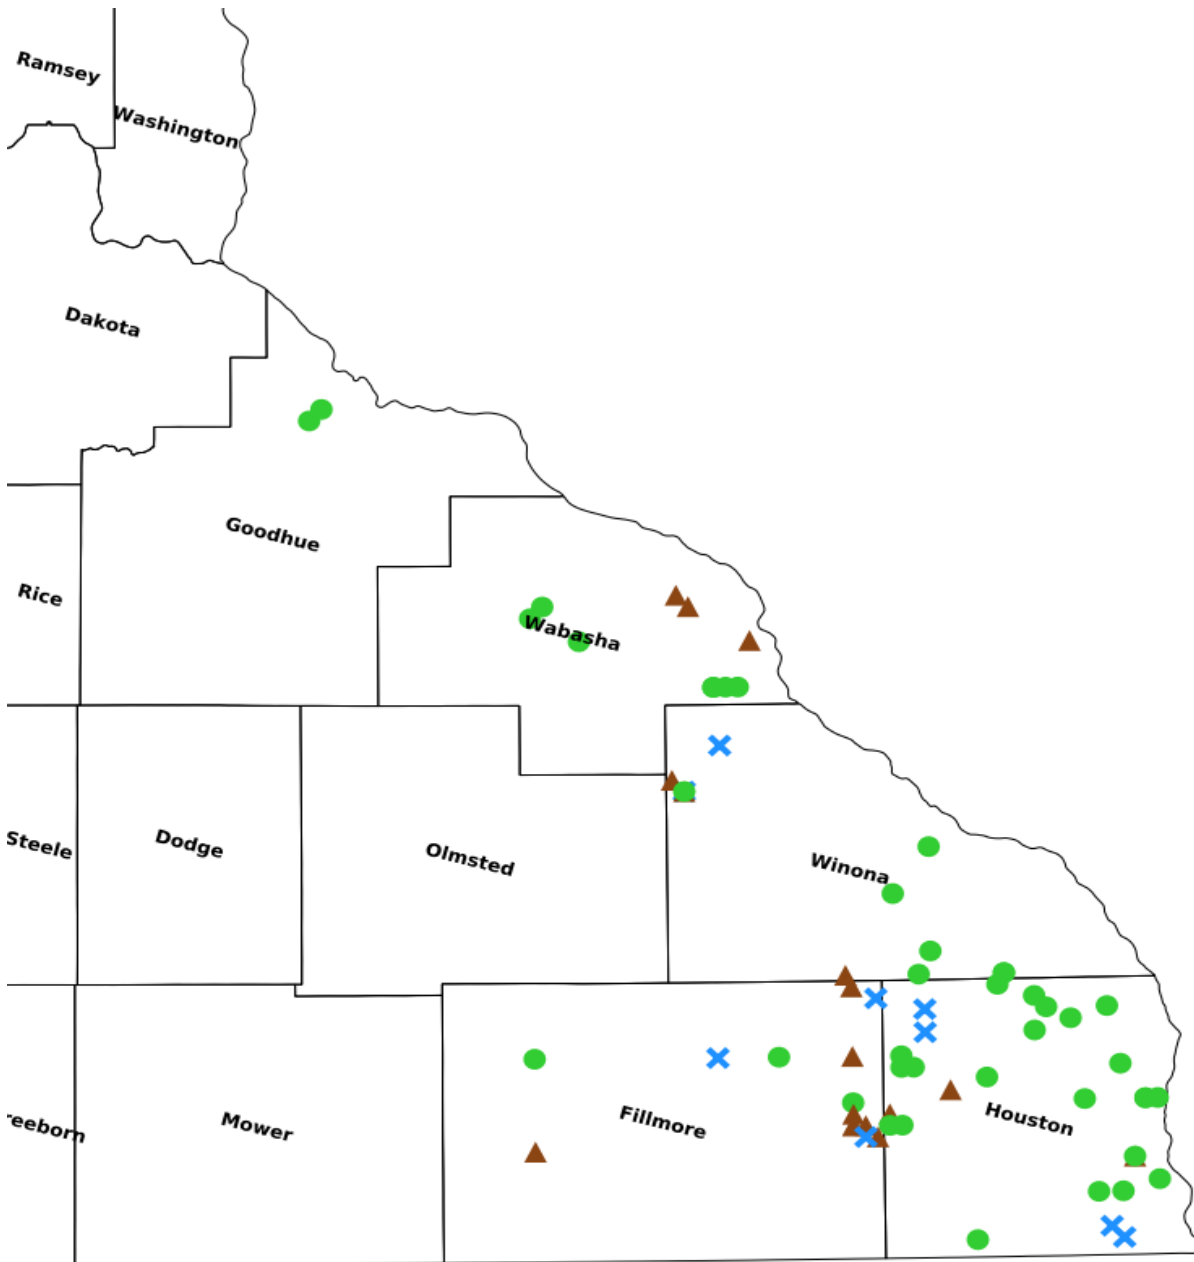 Ramsey
Washington
Dakota
Goodhue
Rice
Wabasha
Steele
Dodge
Olmsted
Winona
reeborn
Mower
Fillmore
Houston